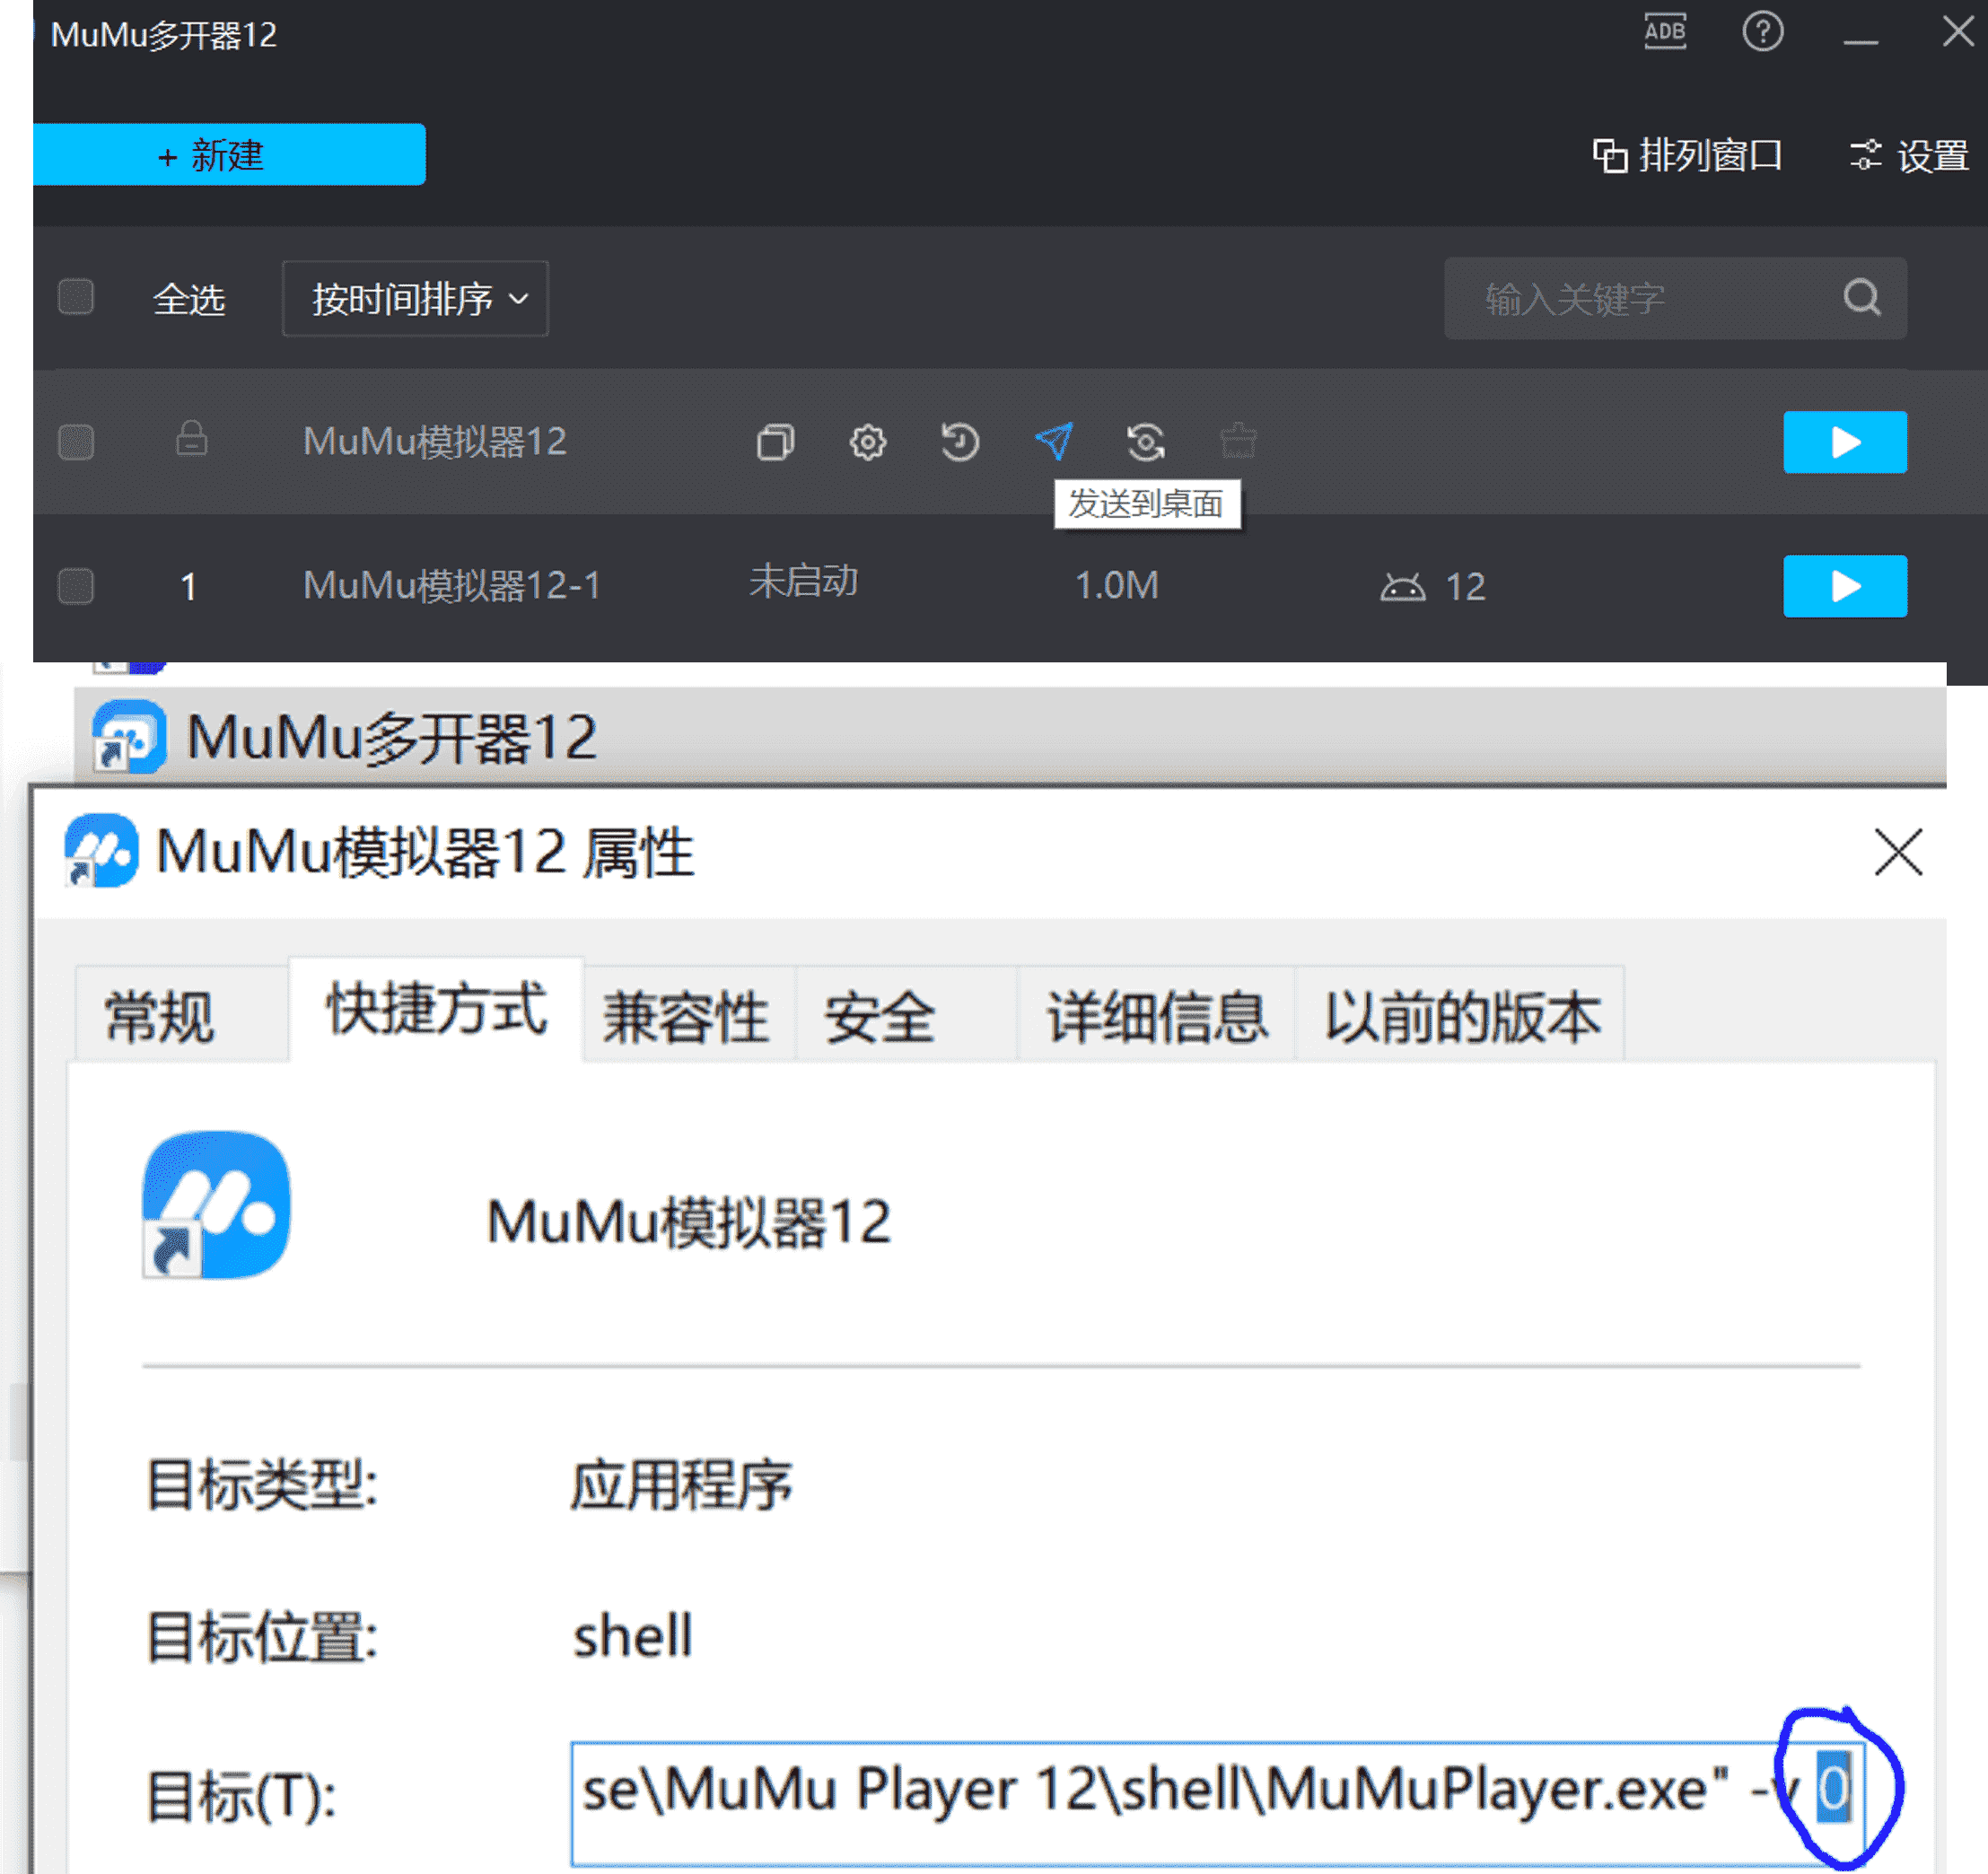 MuMu多开器12 ADB
+ 新建 排列窗口 设置
全选 按时间排序 输入关键字
MuMu模拟器12
发送到桌面
1 MuMu模拟器12-1 未启动 1.0M 12
MuMu多开器12
MuMu模拟器12 属性
常规 快捷方式 兼容性 安全 详细信息 以前的版本
MuMu模拟器12
目标类型: 应用程序
目标位置: shell
目标(T): se\MuMu Player 12\shell\MuMuPlayer.exe" -v 0